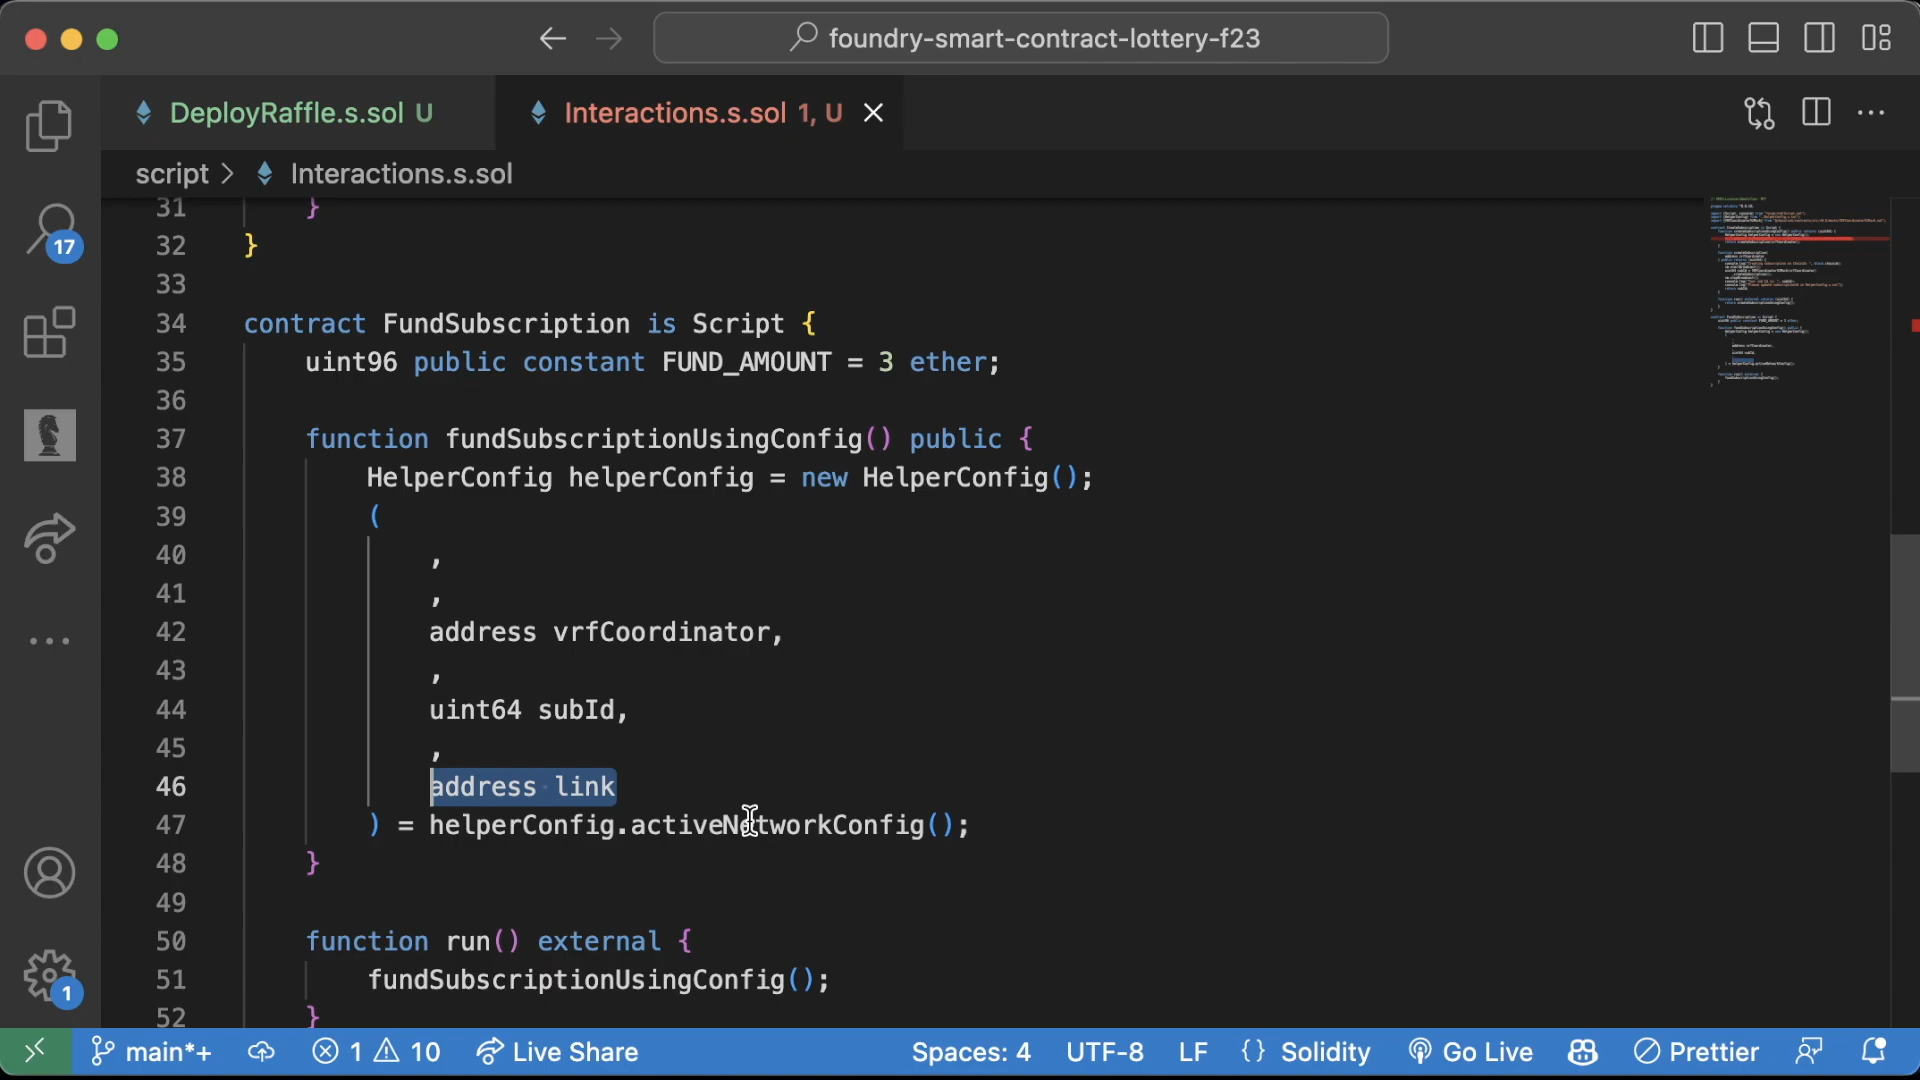 foundry-smart-contract-lottery-f23
DeployRaffle.s.sol U
Interactions.s.sol 1, U
script > Interactions.s.sol
17
1
31 }
32 }
33
34 contract FundSubscription is Script {
35 uint96 public constant FUND_AMOUNT = 3 ether;
36
37 function fundSubscriptionUsingConfig() public {
38 HelperConfig helperConfig = new HelperConfig();
39 (
40 ,
41 ,
42 address vrfCoordinator,
43 ,
44 uint64 subId,
45 ,
46 address link
47 ) = helperConfig.activeNetworkConfig();
48 }
49
50 function run() external {
51 fundSubscriptionUsingConfig();
52 }
main*+ 1 10 Live Share Spaces: 4 UTF-8 LF {} Solidity Go Live Prettier